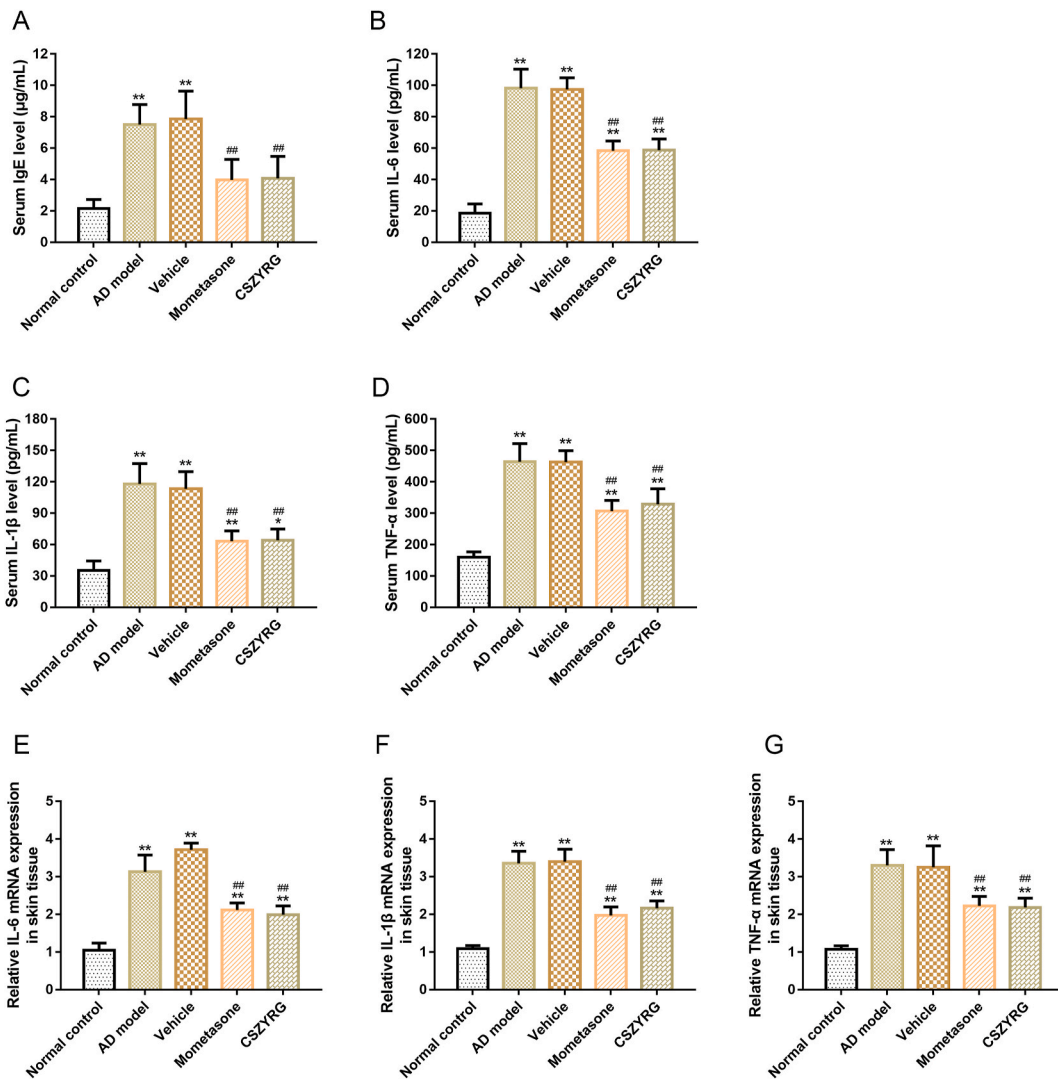 A
Serum IgE level (μg/mL)
12
10
8
6
4
2
0
**
**
##
##
Normal control
AD model
Vehicle
Mometasone
CSZYRG
B
Serum IL-6 level (pg/mL)
120
100
80
60
40
20
0
**
**
##
**
##
**
Normal control
AD model
Vehicle
Mometasone
CSZYRG
C
Serum IL-1β level (pg/mL)
180
150
120
90
60
30
0
**
**
##
**
##
*
Normal control
AD model
Vehicle
Mometasone
CSZYRG
D
Serum TNF-α level (pg/mL)
600
500
400
300
200
100
0
**
**
##
**
##
**
Normal control
AD model
Vehicle
Mometasone
CSZYRG
E
Relative IL-6 mRNA expression
in skin tissue
5
4
3
2
1
0
**
**
##
**
##
**
Normal control
AD model
Vehicle
Mometasone
CSZYRG
F
Relative IL-1β mRNA expression
in skin tissue
5
4
3
2
1
0
**
**
##
**
##
**
Normal control
AD model
Vehicle
Mometasone
CSZYRG
G
Relative TNF-α mRNA expression
in skin tissue
5
4
3
2
1
0
**
**
##
**
##
**
Normal control
AD model
Vehicle
Mometasone
CSZYRG